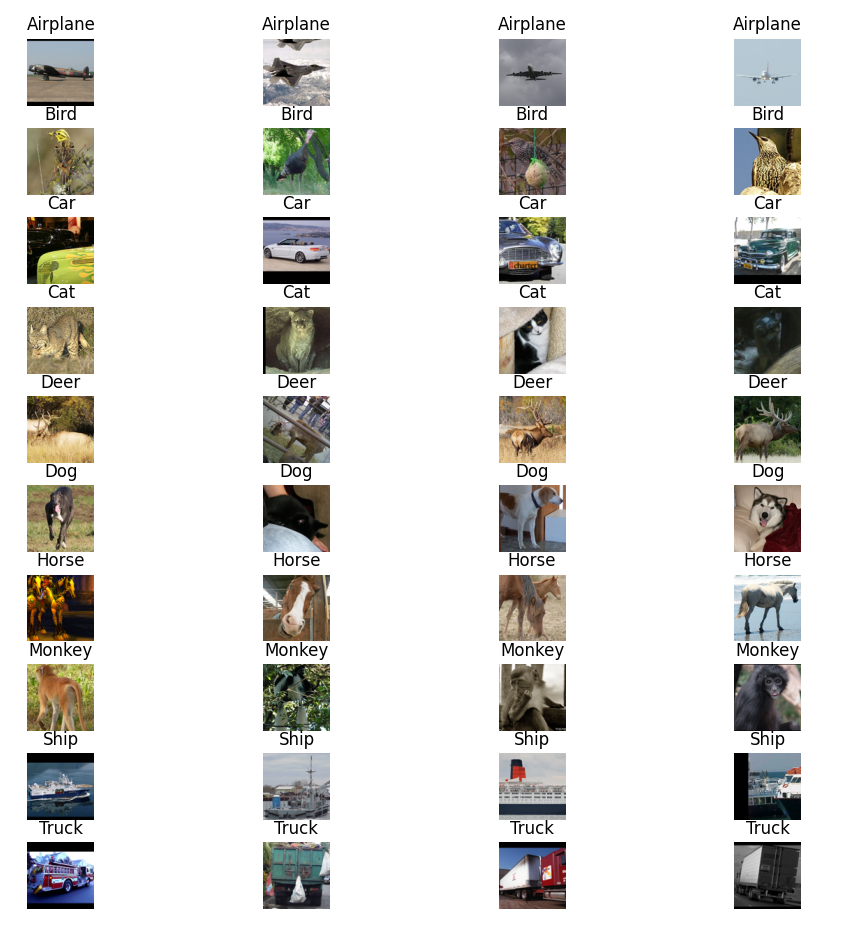 Airplane Airplane Airplane Airplane
Bird Bird Bird Bird
Car Car Car Car
charter
Cat Cat Cat Cat
Deer Deer Deer Deer
Dog Dog Dog Dog
Horse Horse Horse Horse
Monkey Monkey Monkey Monkey
Ship Ship Ship Ship
Truck Truck Truck Truck